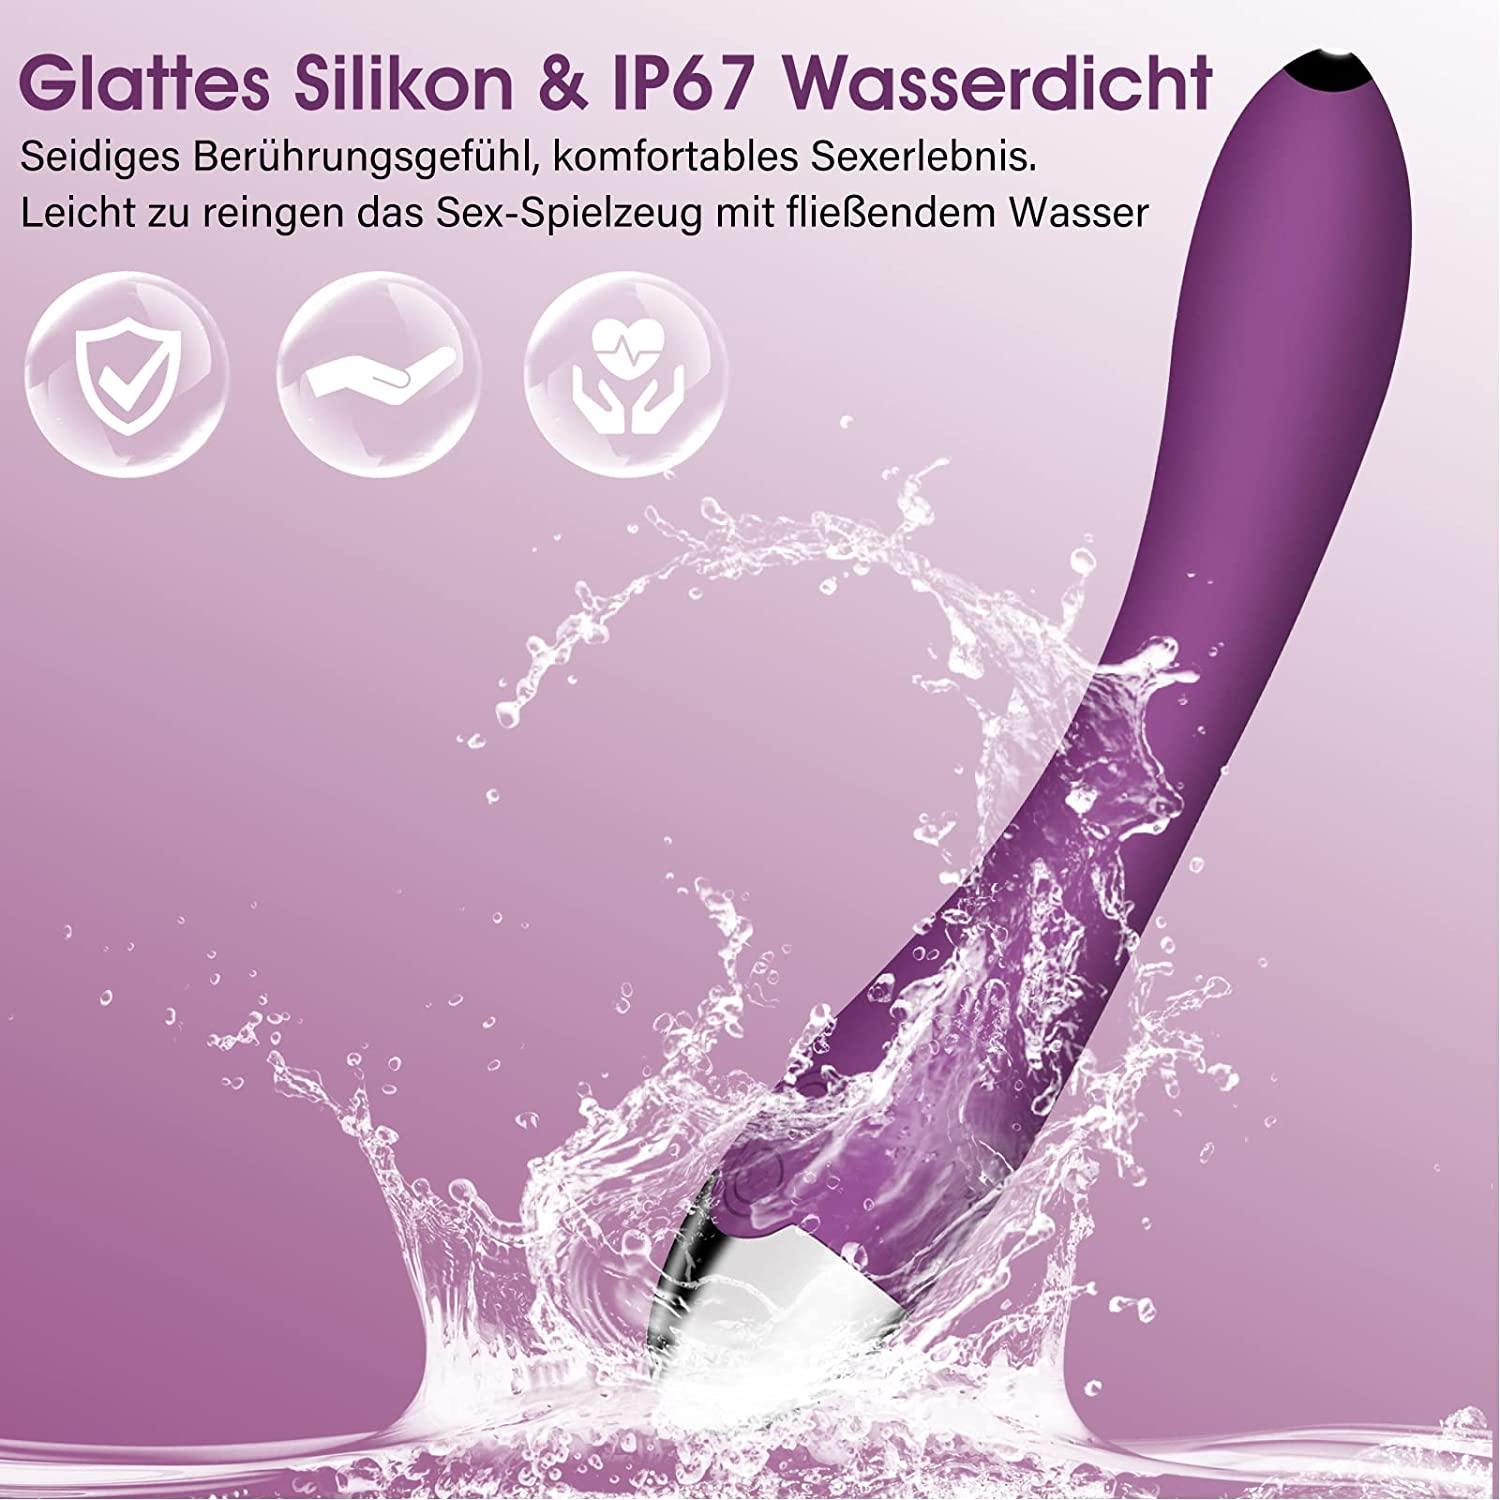 Glattes Silikon & IP67 Wasserdicht
Seidiges Berührungsgefühl, komfortables Sexerlebnis.
Leicht zu reingen das Sex-Spielzeug mit fließendem Wasser